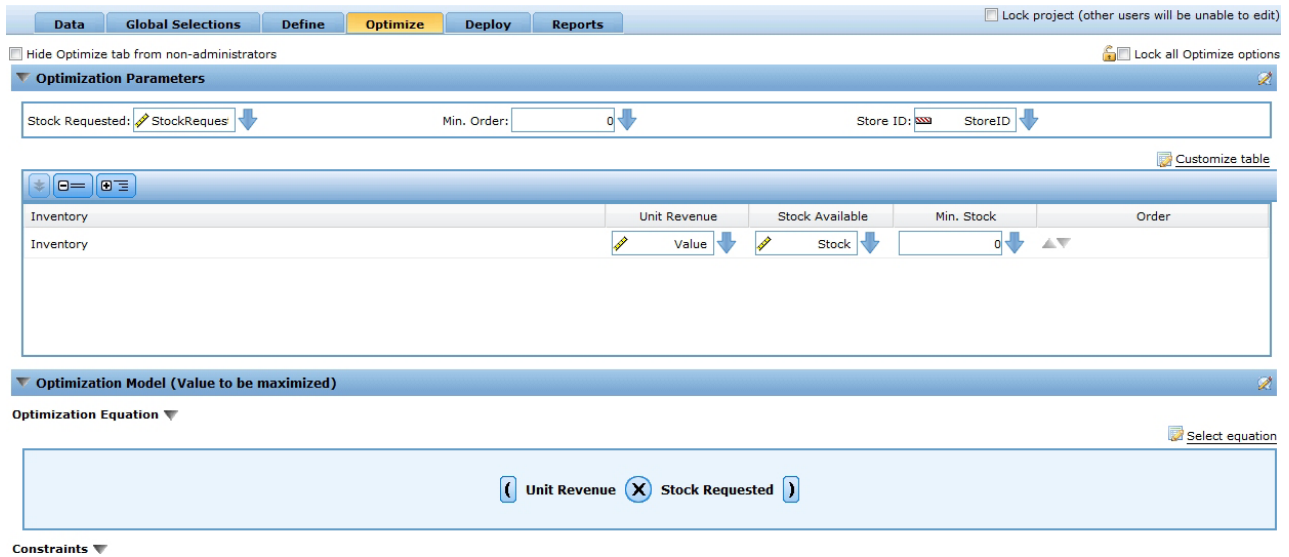 Data Global Selections Define Optimize Deploy Reports Lock project (other users will be unable to edit)
Hide Optimize tab from non-administrators Lock all Optimize options
Optimization Parameters
Stock Requested: StockReques Min. Order: 0 Store ID: StoreID
Customize table
Inventory Unit Revenue Stock Available Min. Stock Order
Inventory Value Stock 0
Optimization Model (Value to be maximized)
Optimization Equation
Select equation
( Unit Revenue X Stock Requested )
Constraints